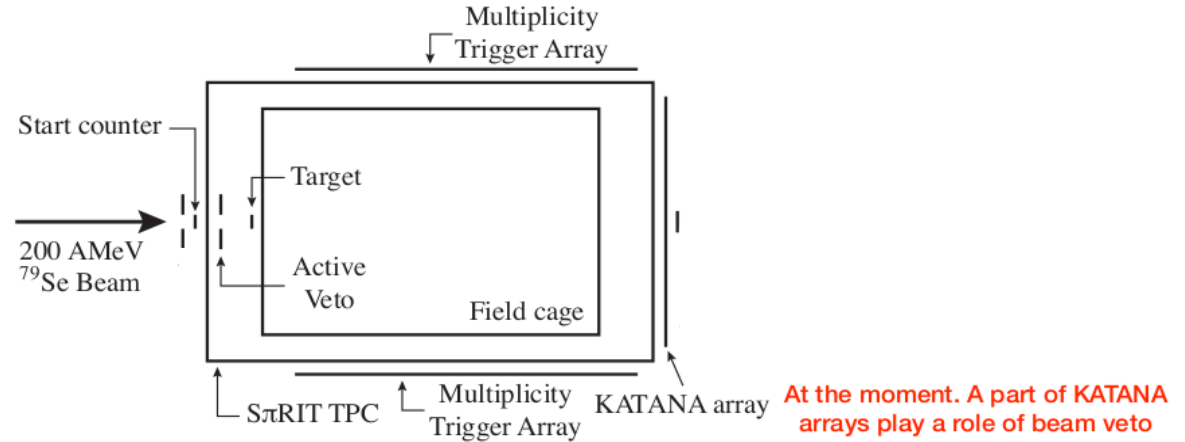 Multiplicity
Trigger Array
Start counter
Target
200 AMeV
⁷⁹Se Beam
Active
Veto
Field cage
SπRIT TPC
Multiplicity
Trigger Array
KATANA array
At the moment. A part of KATANA
arrays play a role of beam veto